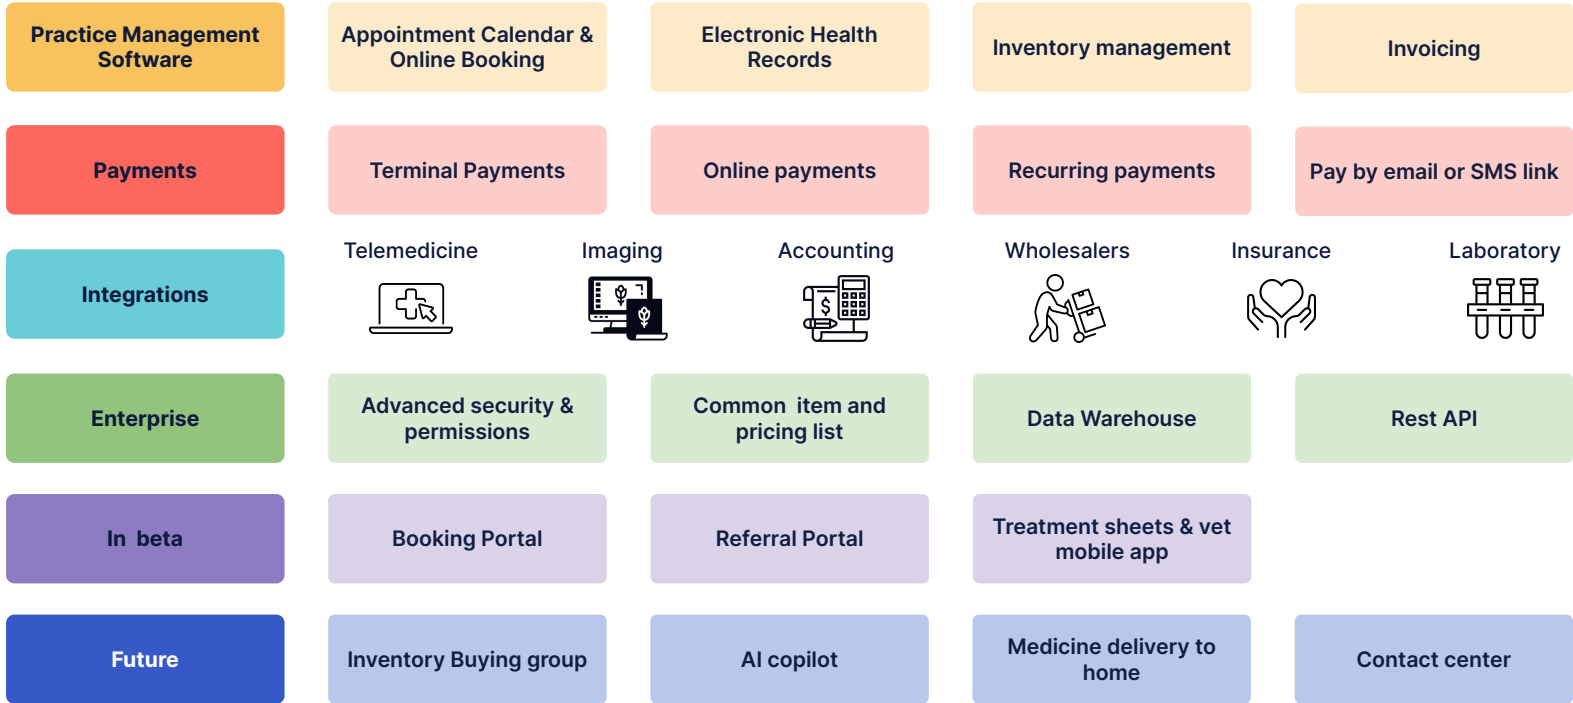 Practice Management
Software
Appointment Calendar &
Online Booking
Electronic Health
Records
Inventory management
Invoicing
Payments
Terminal Payments
Online payments
Recurring payments
Pay by email or SMS link
Integrations
Telemedicine
Imaging
Accounting
Wholesalers
Insurance
Laboratory
$
Enterprise
Advanced security &
permissions
Common  item and
pricing list
Data Warehouse
Rest API
In  beta
Booking Portal
Referral Portal
Treatment sheets & vet
mobile app
Future
Inventory Buying group
AI copilot
Medicine delivery to
home
Contact center